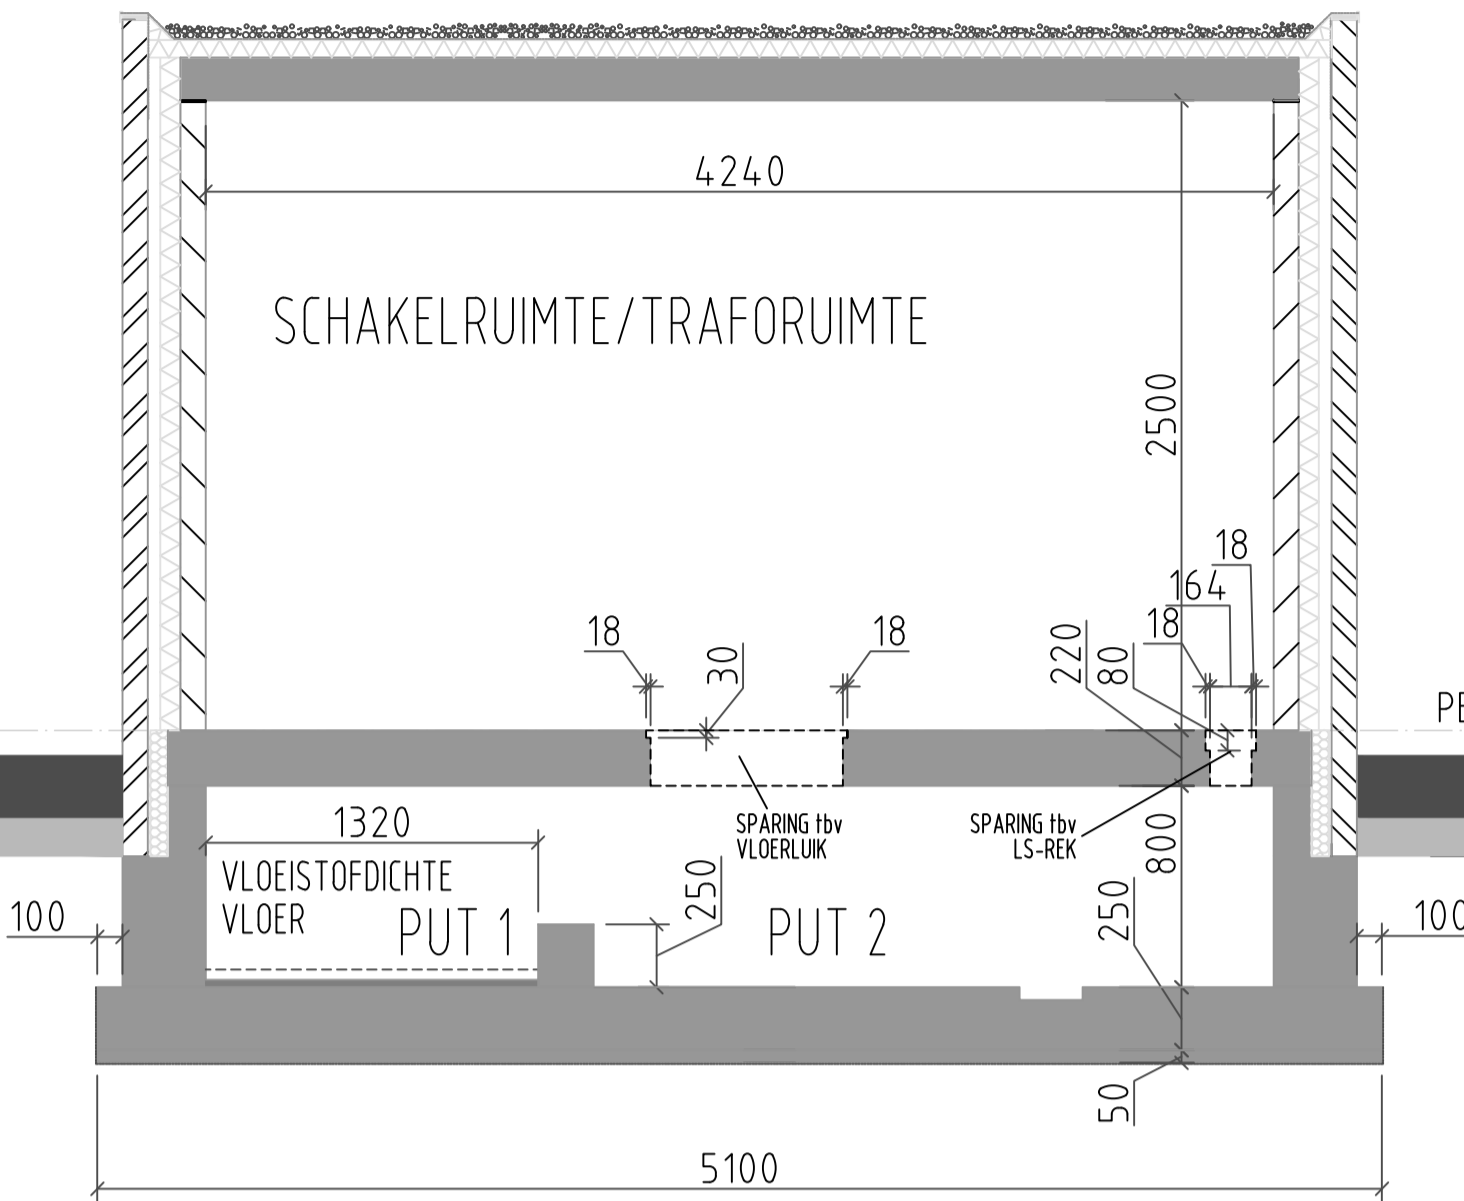 4240
SCHAKELRUIMTE/TRAFORUIMTE
2500
18
164
18
18
30
18
220
80
PE
1320
SPARING tbv
VLOERLUIK
SPARING tbv
LS-REK
800
VLOEISTOFDICHTE
VLOER
PUT 1
250
PUT 2
250
100
100
50
5100